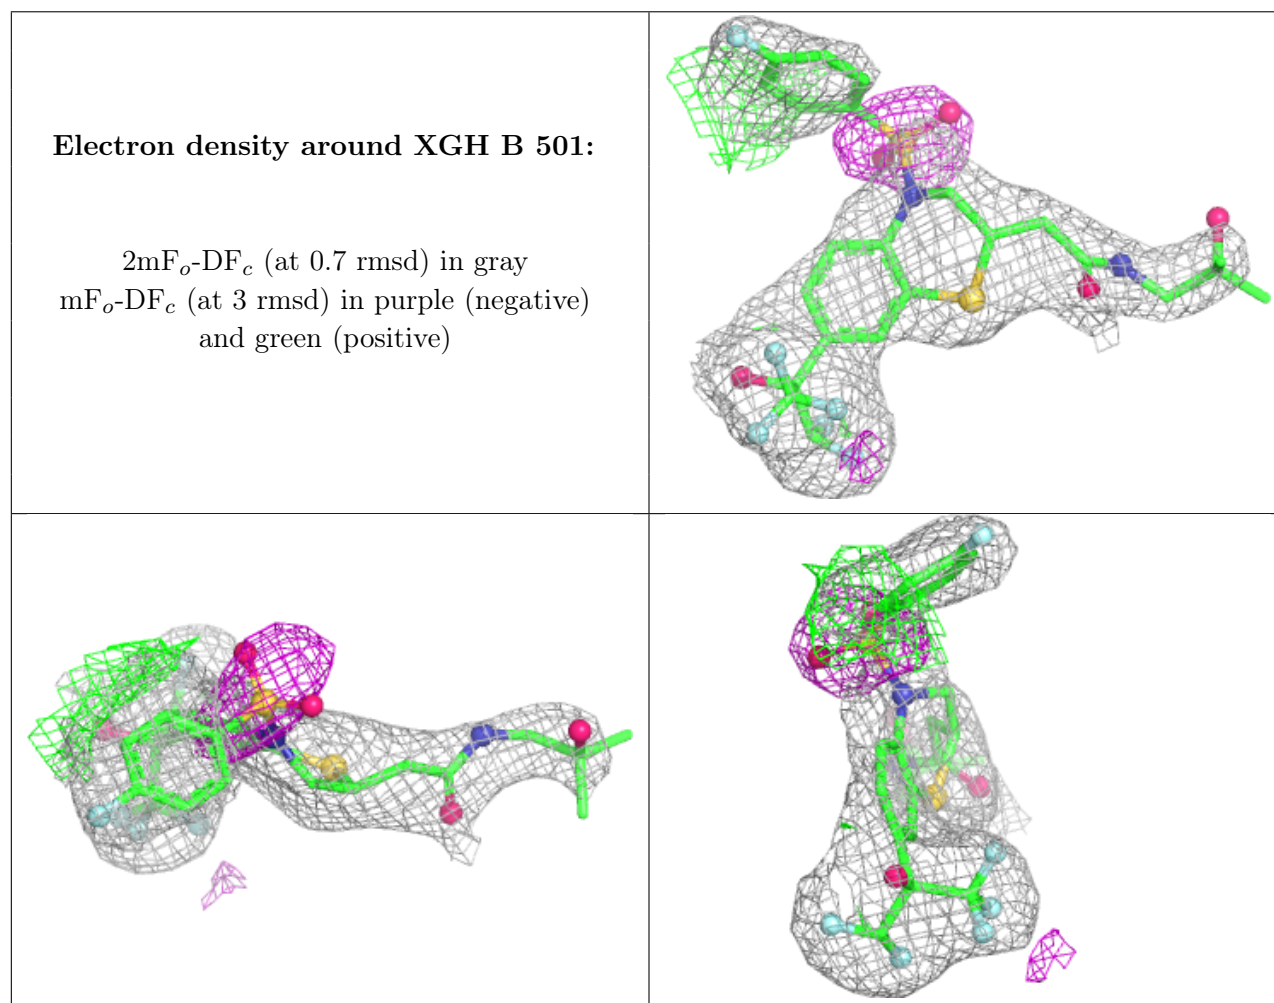 Electron density around XGH B 501:
2mFo-DFc (at 0.7 rmsd) in gray
mFo-DFc (at 3 rmsd) in purple (negative)
and green (positive)